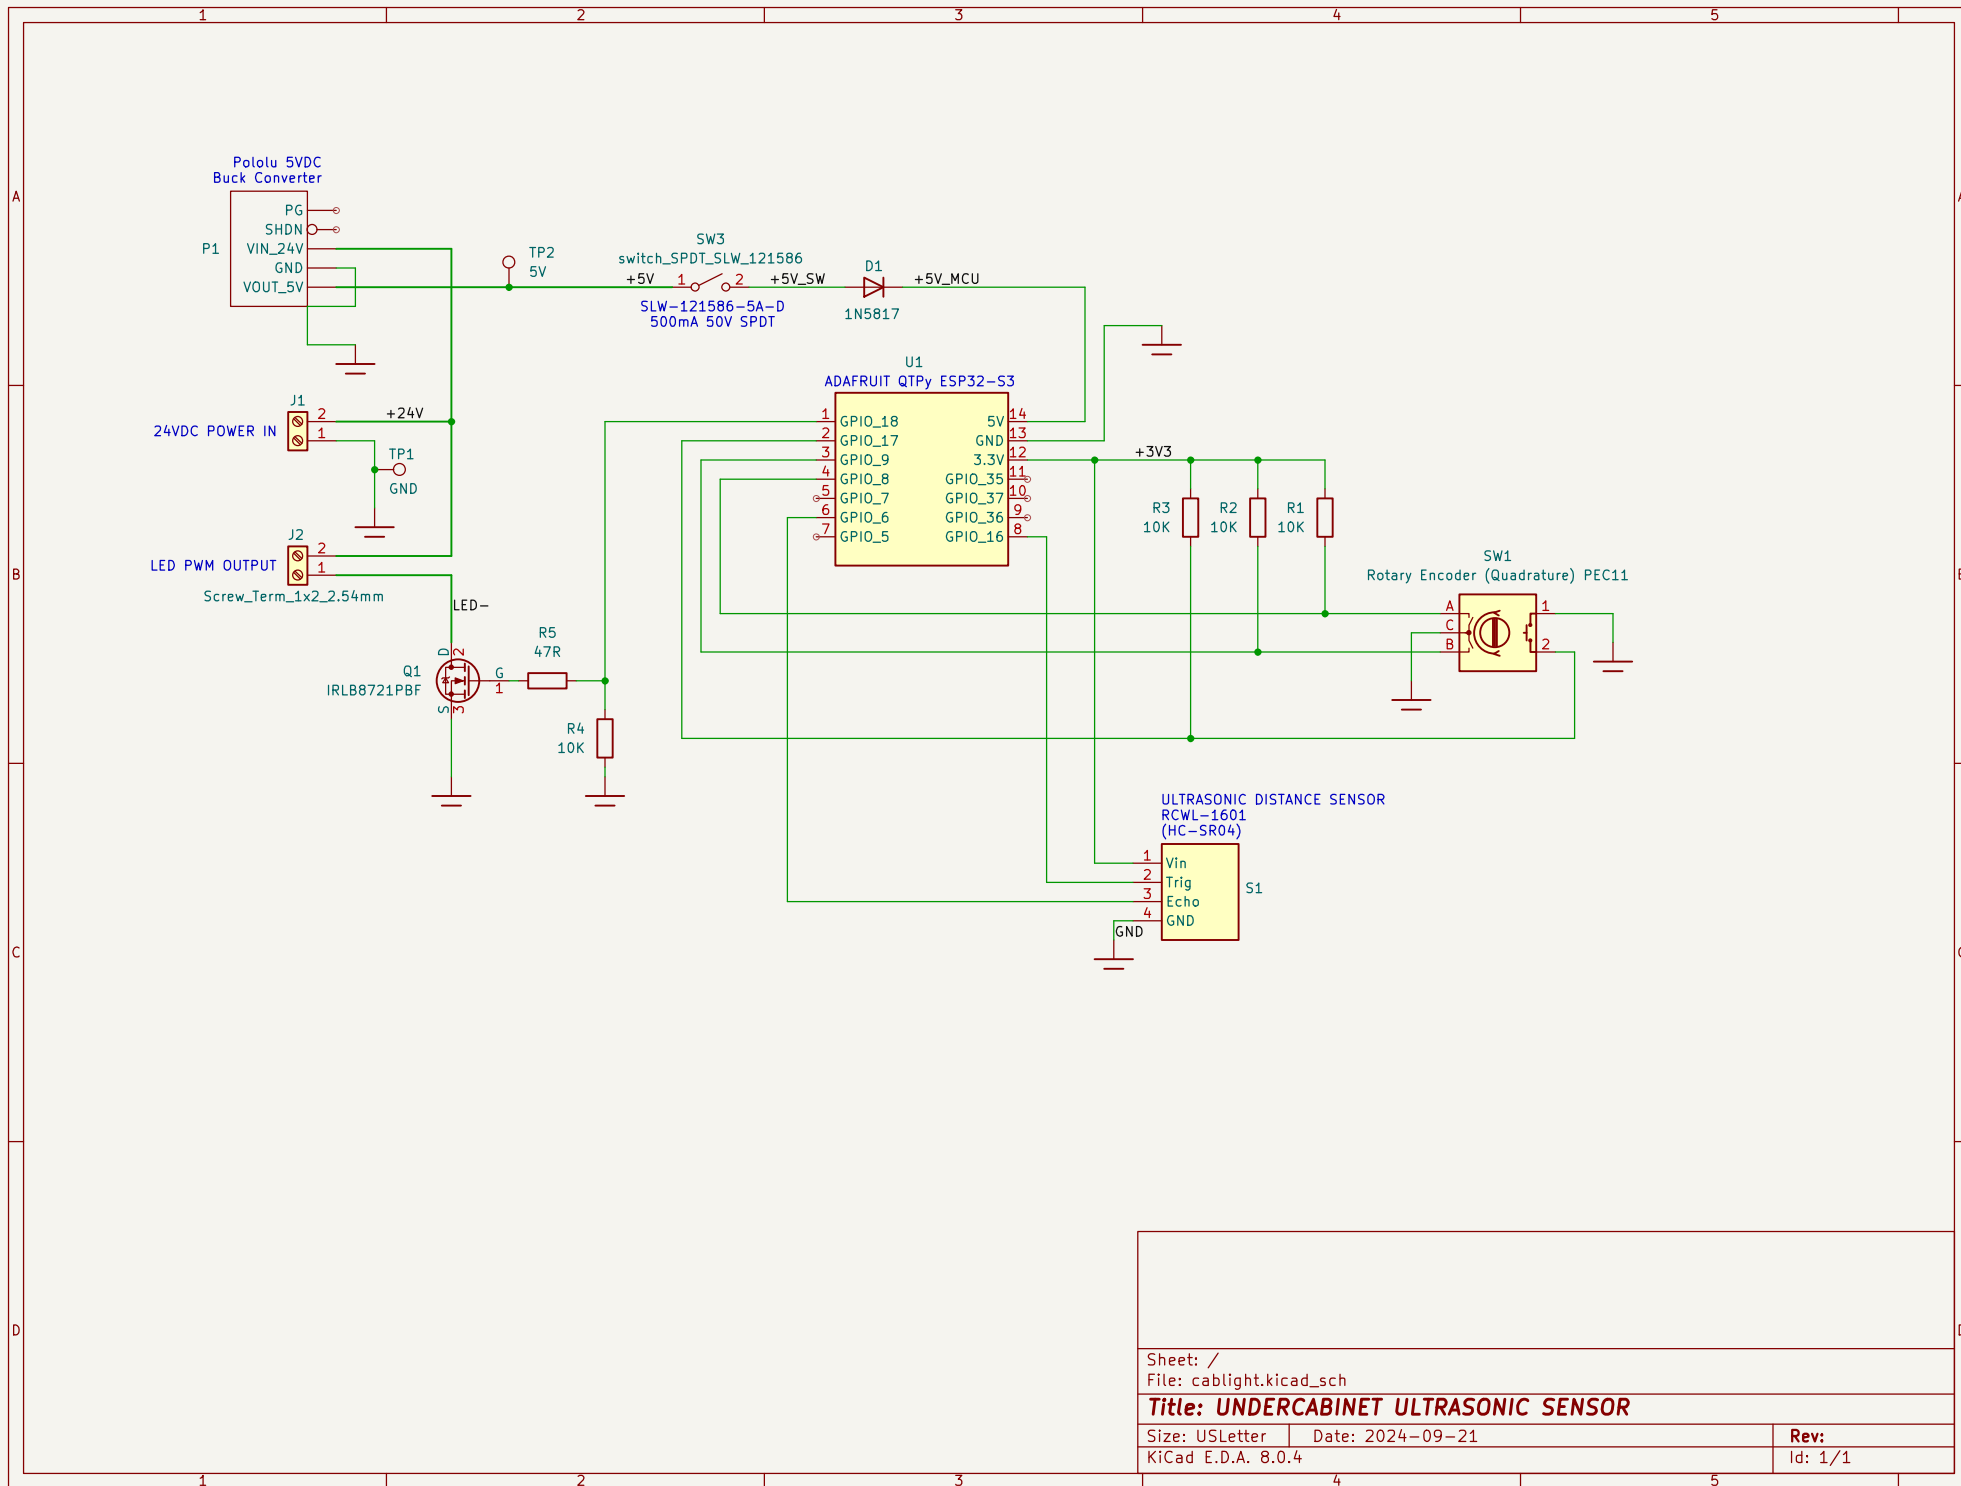 1 2 3 4 5
A
B
C
D
Pololu 5VDC
Buck Converter
P1
PG
SHDN
VIN_24V
GND
VOUT_5V
TP2
5V
+5V
SW3
switch_SPDT_SLW_121586
1 2
SLW-121586-5A-D
500mA 50V SPDT
+5V_SW
D1
1N5817
+5V_MCU
J1
24VDC POWER IN
2
1
+24V
TP1
GND
J2
LED PWM OUTPUT
2
1
Screw_Term_1x2_2.54mm
LED-
Q1
IRLB8721PBF
D
2
G
1
S
3
R5
47R
R4
10K
U1
ADAFRUIT QTPy ESP32-S3
1 GPIO_18 5V 14
2 GPIO_17 GND 13
3 GPIO_9 3.3V 12
4 GPIO_8 GPIO_35 11
5 GPIO_7 GPIO_37 10
6 GPIO_6 GPIO_36 9
7 GPIO_5 GPIO_16 8
+3V3
R3
10K
R2
10K
R1
10K
SW1
Rotary Encoder (Quadrature) PEC11
A
C
B
1
2
ULTRASONIC DISTANCE SENSOR
RCWL-1601
(HC-SR04)
1 Vin
2 Trig
3 Echo
4 GND
S1
GND
Sheet: /
File: cablight.kicad_sch
Title: UNDERCABINET ULTRASONIC SENSOR
Size: USLetter Date: 2024-09-21 Rev:
KiCad E.D.A. 8.0.4 Id: 1/1
1 2 3 4 5